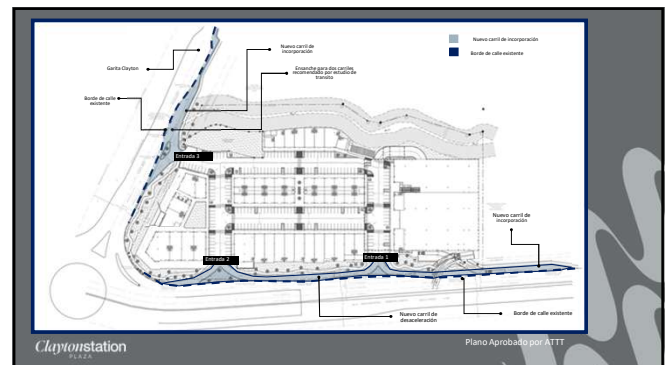 Nuevo carril de
incorporación
Nuevo carril de incorporación
Borde de calle existente
Garita Clayton
Ensanche para dos carriles
recomendado por estudio de
transito
Borde de calle
existente
Entrada 3
Nuevo carril de
incorporación
Entrada 2
Entrada 1
Nuevo carril de
desaceleración
Borde de calle existente
Claytonstation
PLAZA
Plano Aprobado por ATTT